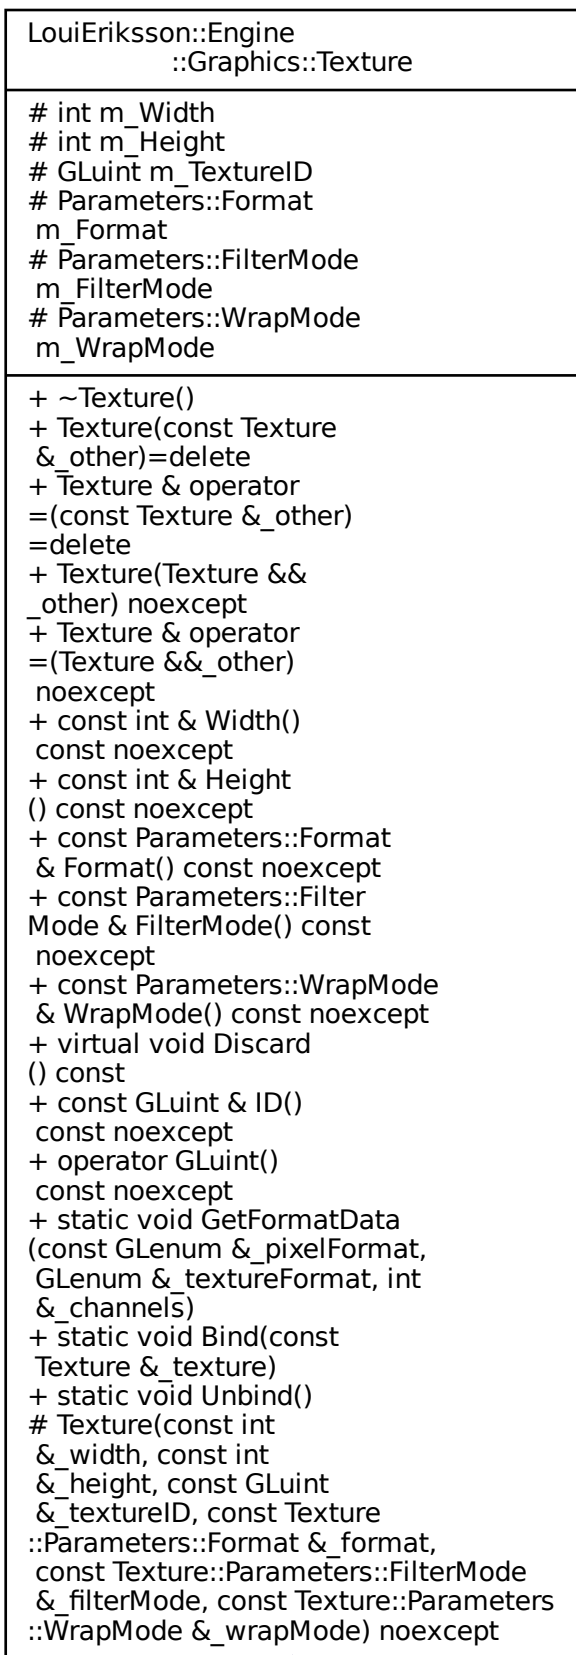 LouiEriksson::Engine
::Graphics::Texture
# int m_Width
# int m_Height
# GLuint m_TextureID
# Parameters::Format
m_Format
# Parameters::FilterMode
m_FilterMode
# Parameters::WrapMode
m_WrapMode
+ ~Texture()
+ Texture(const Texture
&_other)=delete
+ Texture & operator
=(const Texture &_other)
=delete
+ Texture(Texture &&
_other) noexcept
+ Texture & operator
=(Texture &&_other)
noexcept
+ const int & Width()
const noexcept
+ const int & Height
() const noexcept
+ const Parameters::Format
& Format() const noexcept
+ const Parameters::Filter
Mode & FilterMode() const
noexcept
+ const Parameters::WrapMode
& WrapMode() const noexcept
+ virtual void Discard
() const
+ const GLuint & ID()
const noexcept
+ operator GLuint()
const noexcept
+ static void GetFormatData
(const GLenum &_pixelFormat,
GLenum &_textureFormat, int
&_channels)
+ static void Bind(const
Texture &_texture)
+ static void Unbind()
# Texture(const int
&_width, const int
&_height, const GLuint
&_textureID, const Texture
::Parameters::Format &_format,
const Texture::Parameters::FilterMode
&_filterMode, const Texture::Parameters
::WrapMode &_wrapMode) noexcept